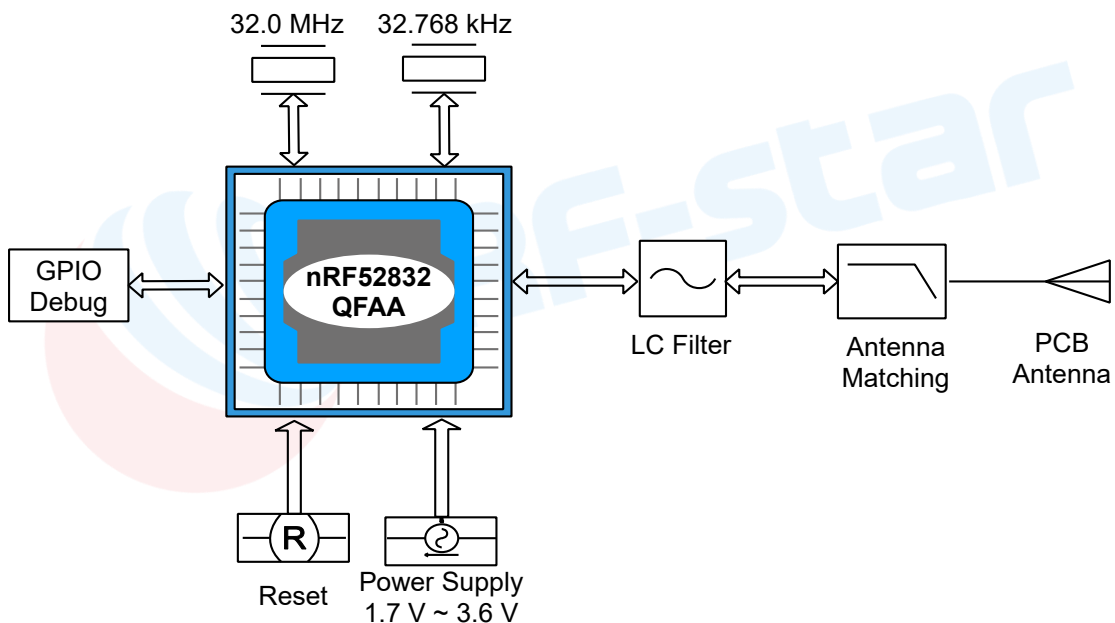 32.0 MHz
32.768 kHz
rf-star
GPIO
Debug
nRF52832
QFAA
LC Filter
Antenna
Matching
PCB
Antenna
R
Reset
Power Supply
1.7 V ~ 3.6 V